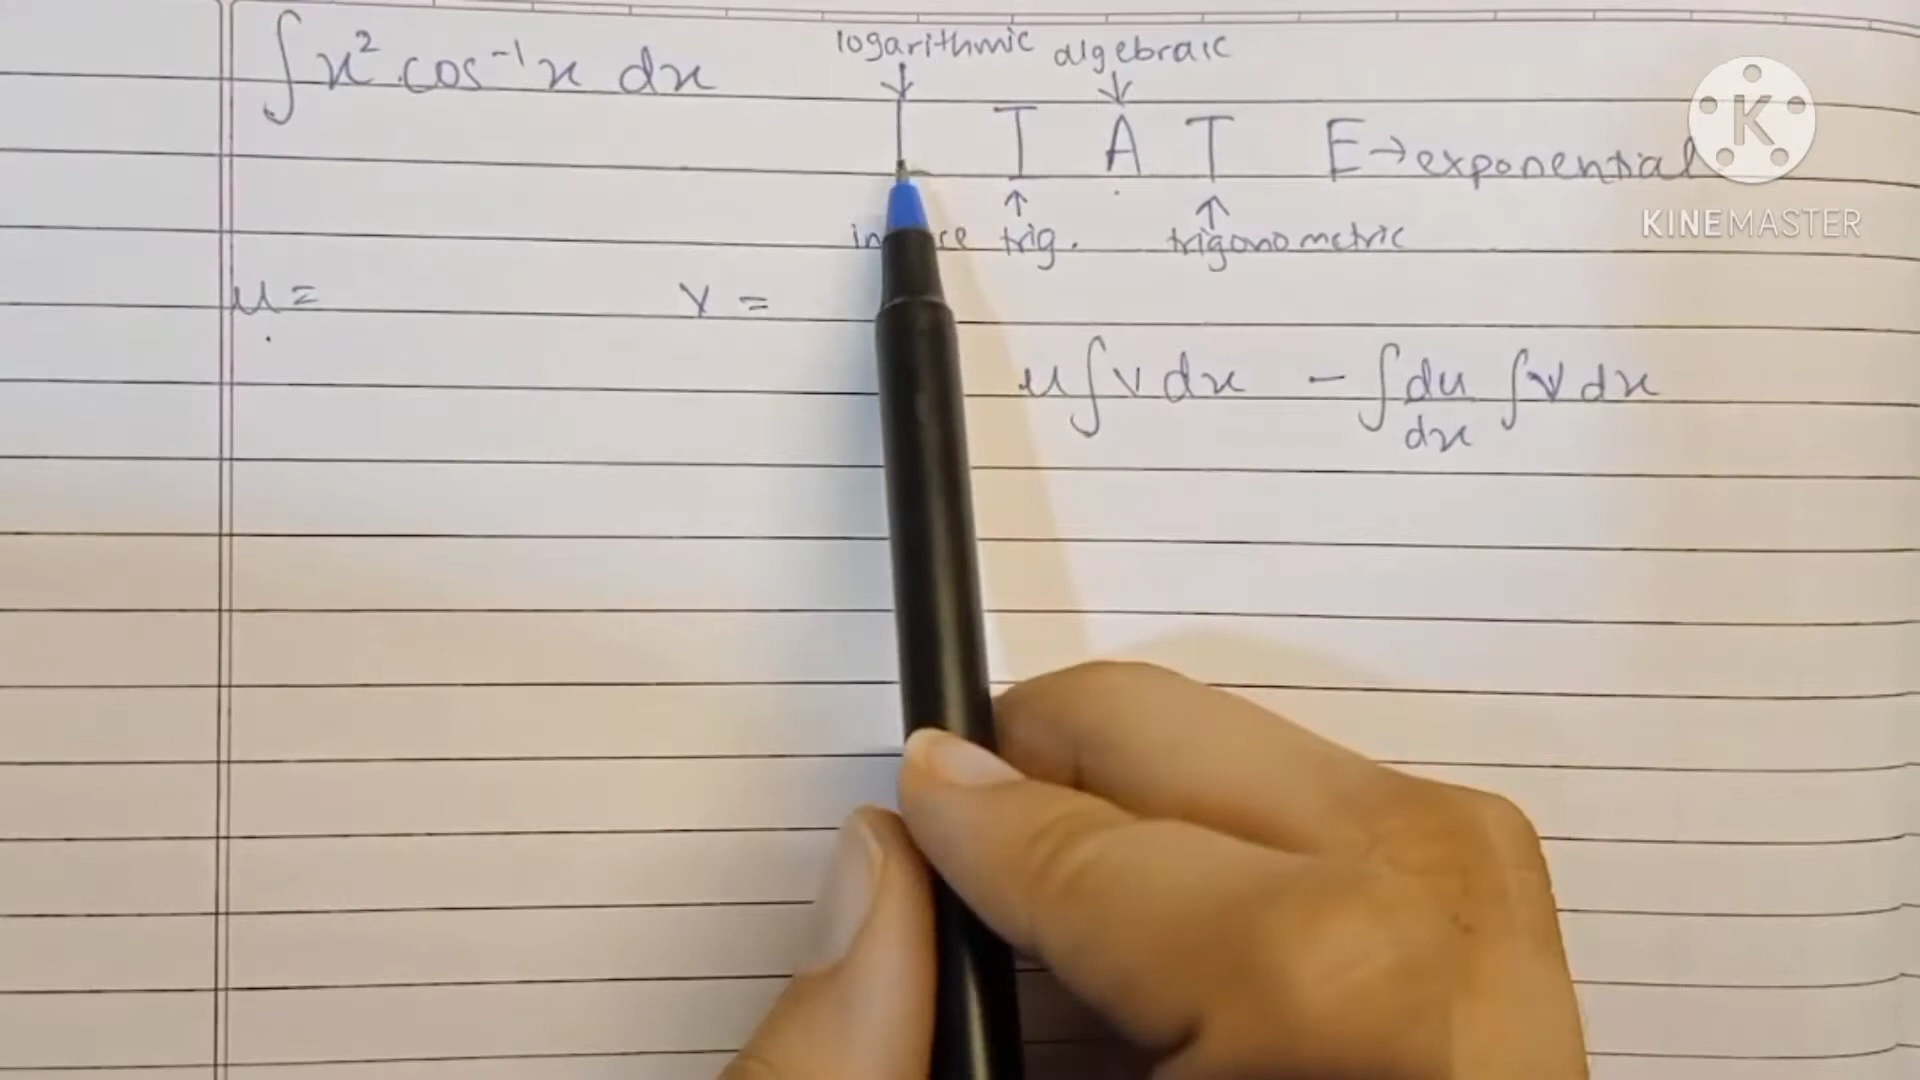 ∫ x² cos⁻¹x dx
logarithmic algebraic
I A T E → exponential
trig. trigonometric
u = v =
u∫v dx - ∫ du/dx ∫v dx
K
KINEMASTER